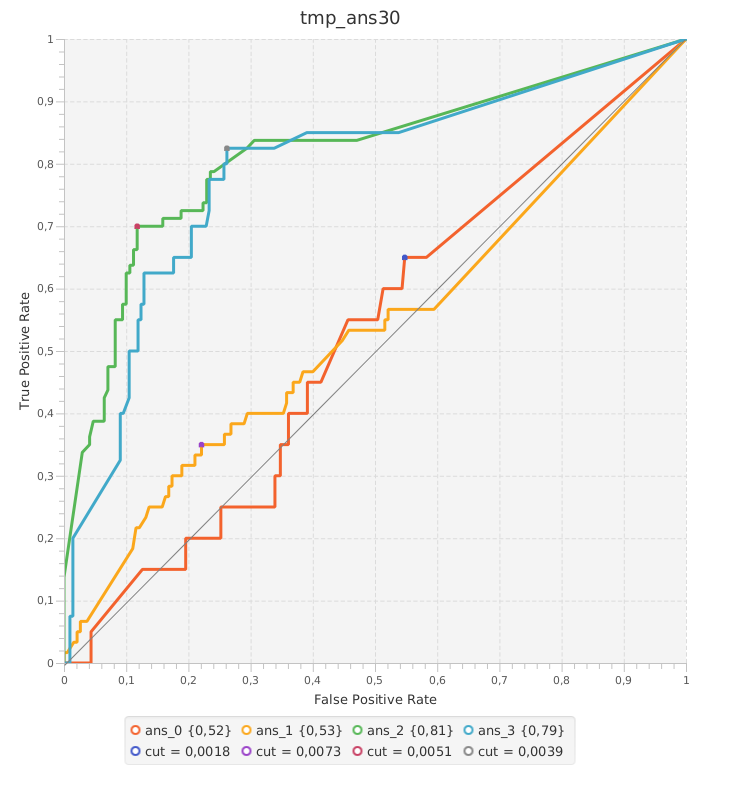 tmp_ans30
1
0,9
0,8
0,7
0,6
0,5
0,4
0,3
0,2
0,1
0
True Positive Rate
0 0,1 0,2 0,3 0,4 0,5 0,6 0,7 0,8 0,9 1
False Positive Rate
ans_0 {0,52} ans_1 {0,53} ans_2 {0,81} ans_3 {0,79}
cut = 0,0018 cut = 0,0073 cut = 0,0051 cut = 0,0039